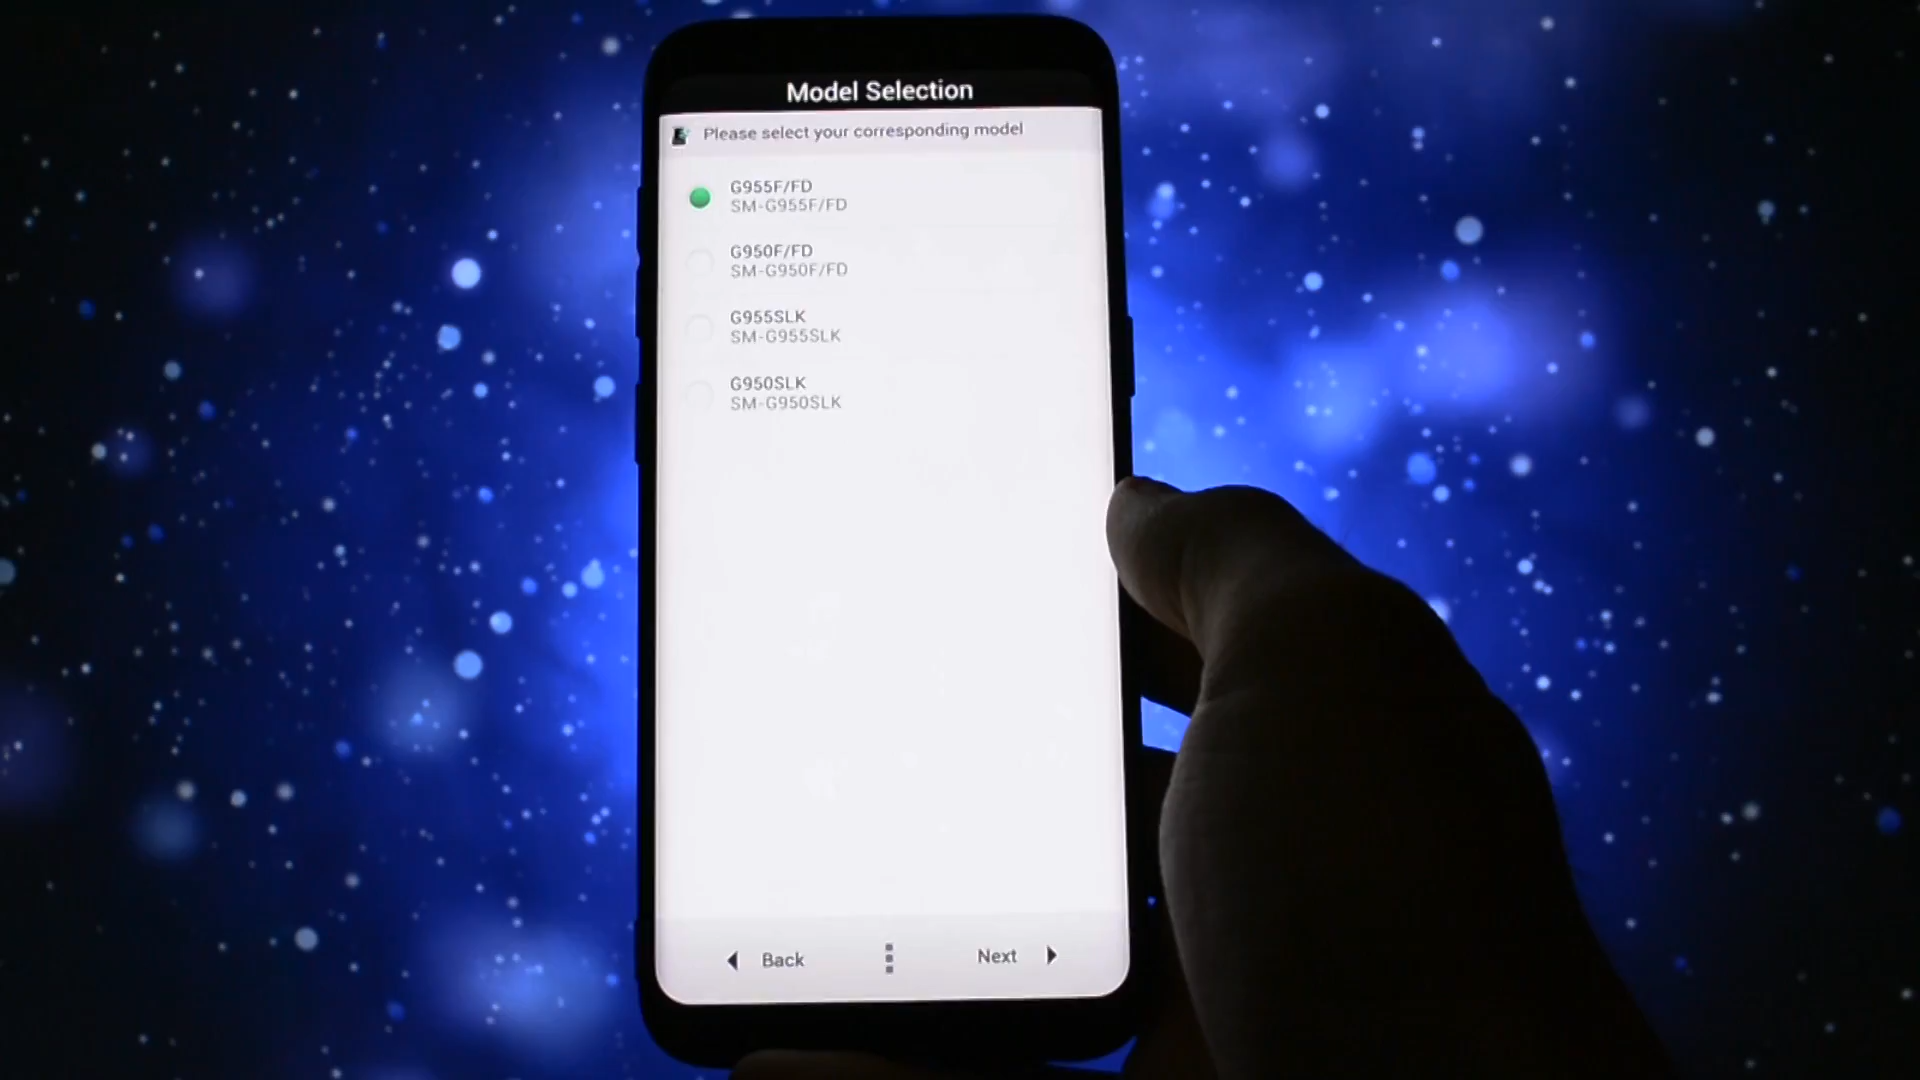 Model Selection
Please select your corresponding model
G955F/FD
SM-G955F/FD
G950F/FD
SM-G950F/FD
G955SLK
SM-G955SLK
G950SLK
SM-G950SLK
Back
Next